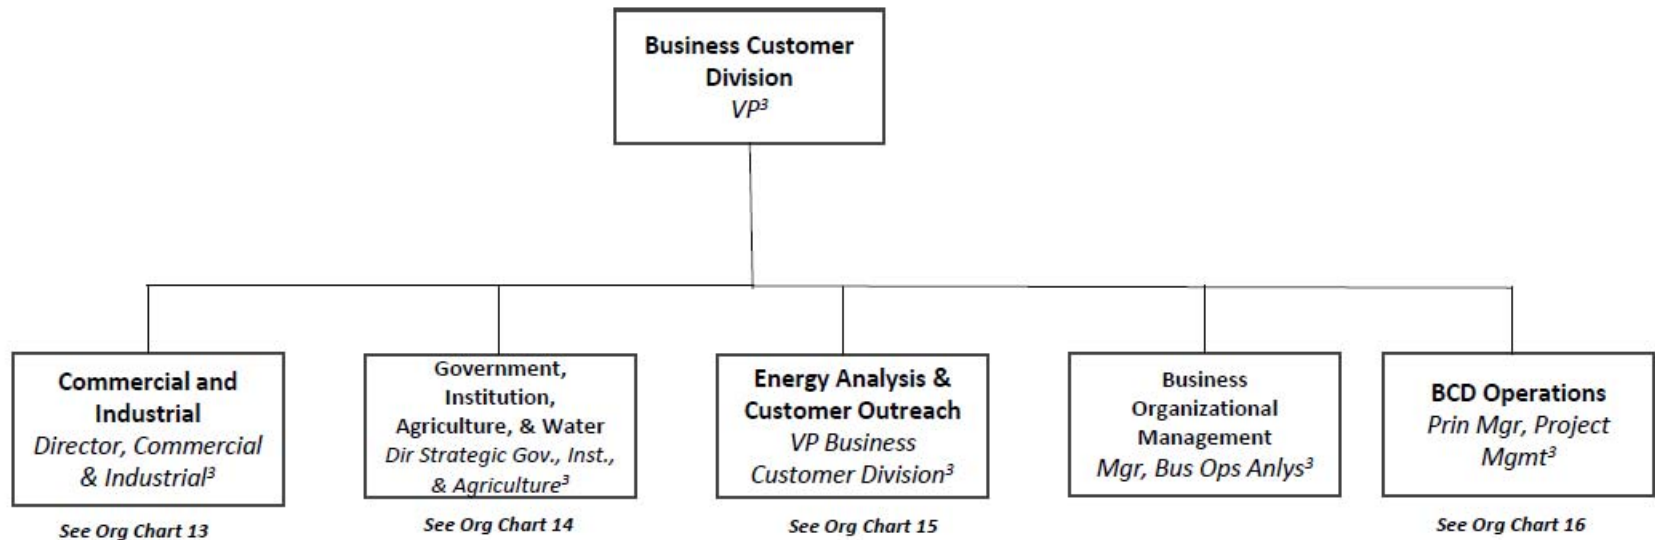 Business Customer
Division
VP³
Commercial and
Industrial
Director, Commercial
& Industrial³
See Org Chart 13
Government,
Institution,
Agriculture, & Water
Dir Strategic Gov., Inst.,
& Agriculture³
See Org Chart 14
Energy Analysis &
Customer Outreach
VP Business
Customer Division³
See Org Chart 15
Business
Organizational
Management
Mgr, Bus Ops Anlys³
BCD Operations
Prin Mgr, Project
Mgmt³
See Org Chart 16